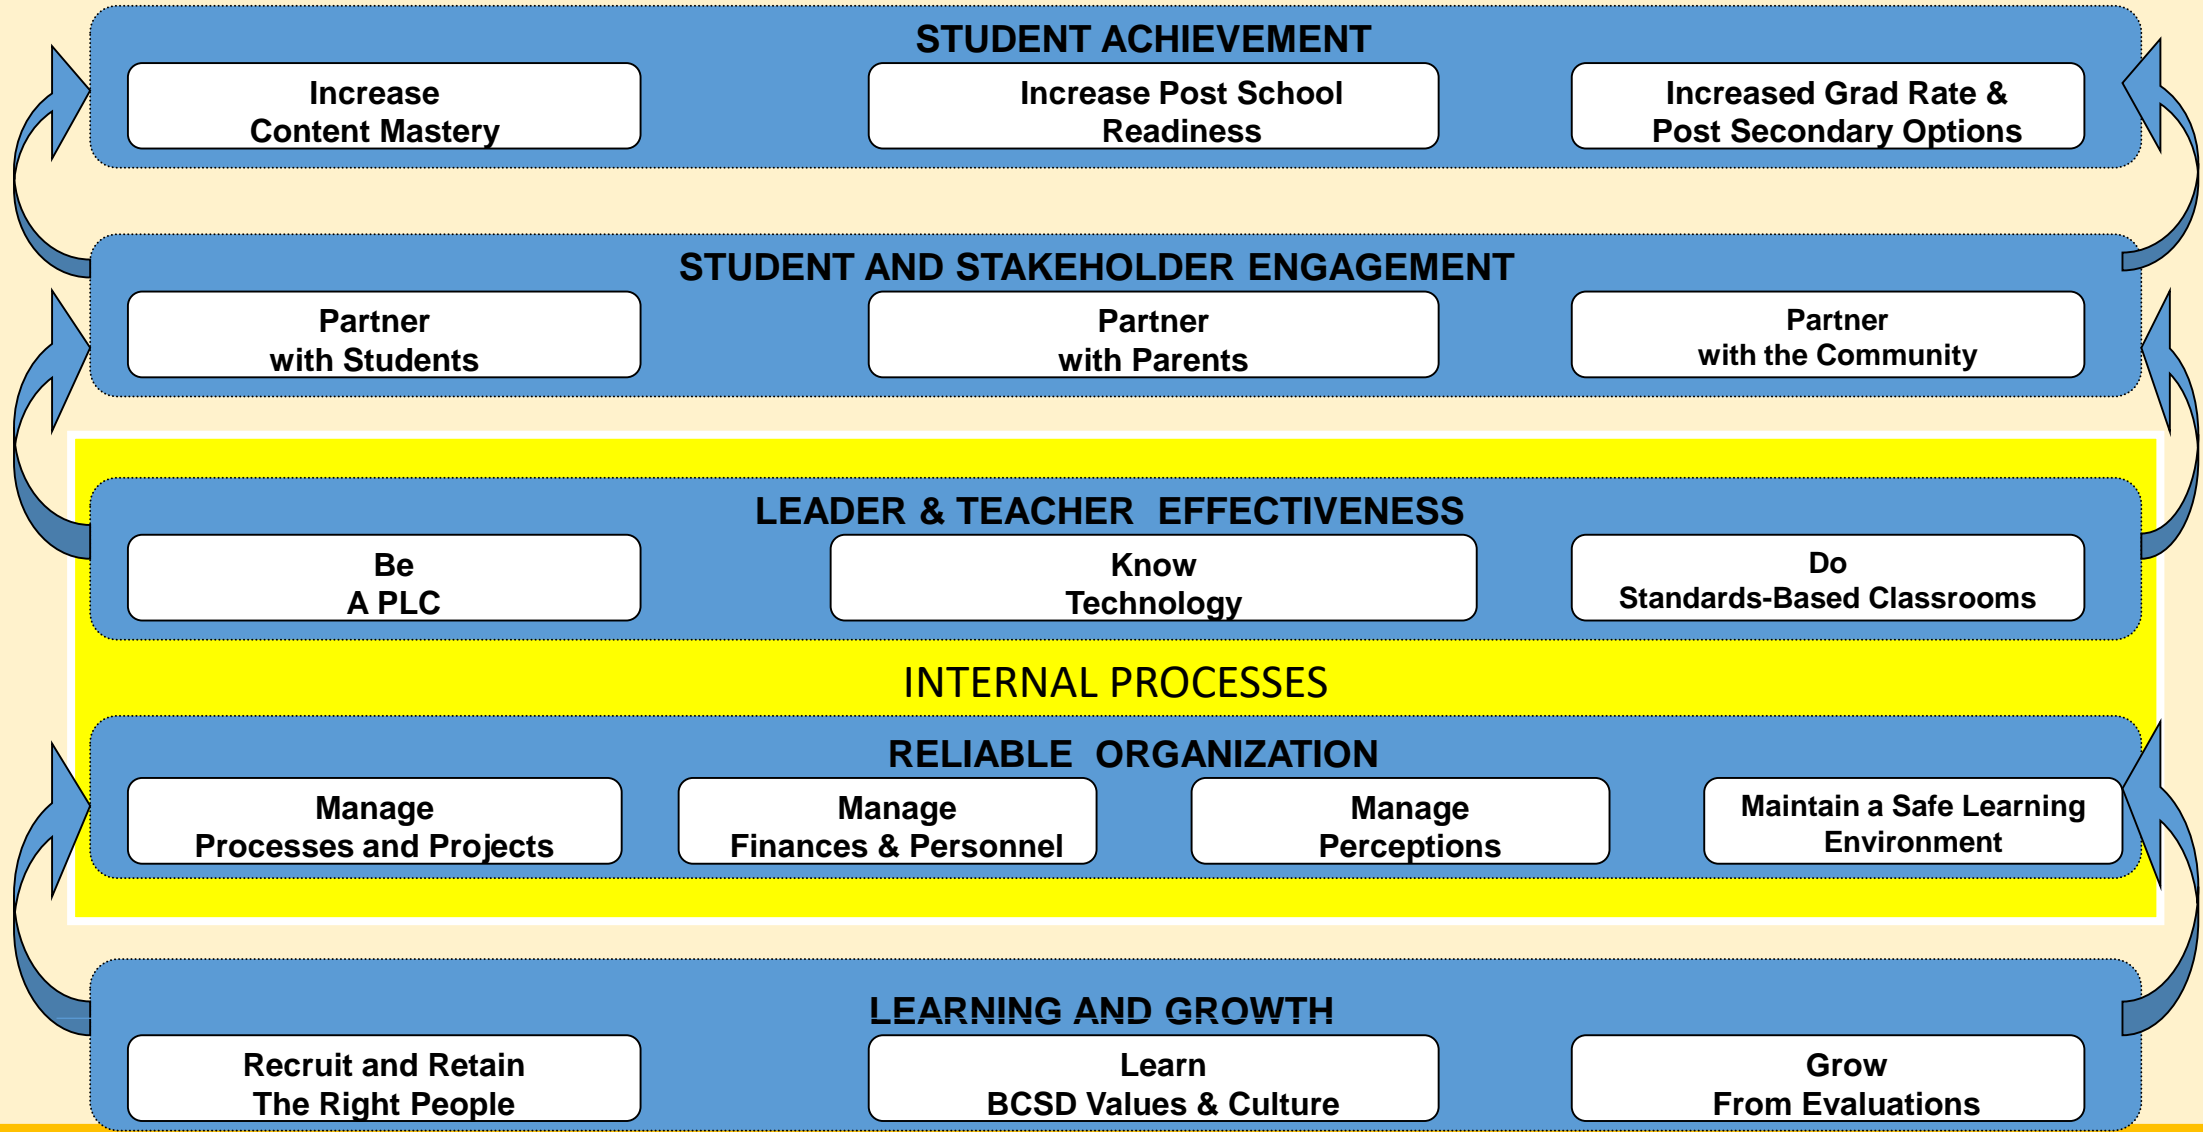 STUDENT ACHIEVEMENT
Increase
Content Mastery
Increase Post School
Readiness
Increased Grad Rate &
Post Secondary Options
STUDENT AND STAKEHOLDER ENGAGEMENT
Partner
with Students
Partner
with Parents
Partner
with the Community
LEADER & TEACHER EFFECTIVENESS
Be
A PLC
Know
Technology
Do
Standards-Based Classrooms
INTERNAL PROCESSES
RELIABLE ORGANIZATION
Manage
Processes and Projects
Manage
Finances & Personnel
Manage
Perceptions
Maintain a Safe Learning
Environment
LEARNING AND GROWTH
Recruit and Retain
The Right People
Learn
BCSD Values & Culture
Grow
From Evaluations